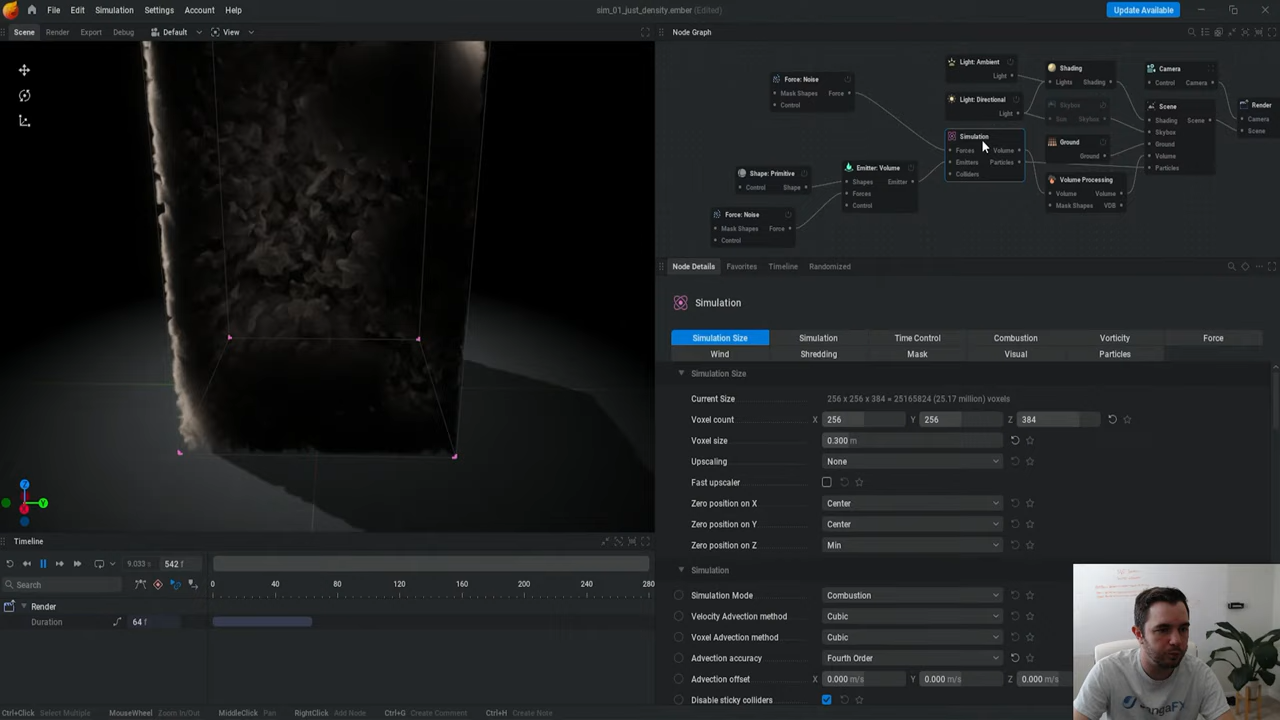 File Edit Simulation Settings Account Help
sim_01_just_density.ember (Edited)
Update Available
Scene Render Export Debug Default View
Node Graph
Force: Noise
Mask Shapes Force
Control
Light: Ambient
Light
Light: Directional
Light
Shading
Lights Shading
Skybox
Sun Skybox
Camera
Control Camera
Scene
Shading Scene
Skybox
Ground
Volume
Particles
Render
Camera
Scene
Simulation
Forces Volume
Emitters Particles
Colliders
Ground
Ground
Volume Processing
Volume Volume
Mask Shapes VDB
Shape: Primitive
Control Shape
Emitter: Volume
Shapes Emitter
Forces
Control
Force: Noise
Mask Shapes Force
Control
Node Details Favorites Timeline Randomized
Simulation
Simulation Size Simulation Time Control Combustion Vorticity Force
Wind Shredding Mask Visual Particles
Simulation Size
Current Size 256 x 256 x 384 = 25165824 (25.17 million) voxels
Voxel count X 256 Y 256 Z 384
Voxel size 0.300 m
Upscaling None
Fast upscaler
Zero position on X Center
Zero position on Y Center
Zero position on Z Min
Simulation
Simulation Mode Combustion
Velocity Advection method Cubic
Voxel Advection method Cubic
Advection accuracy Fourth Order
Advection offset X 0.000 m/s Y 0.000 m/s Z 0.000 m/s
Disable sticky colliders
Z
Y
Timeline
9.033 s 542 f
Search
0 40 80 120 160 200 240 280
Render
Duration 64 f
Ctrl+Click Select Multiple MouseWheel Zoom In/Out MiddleClick Pan RightClick Add Node Ctrl+G Create Comment Ctrl+H Create Note